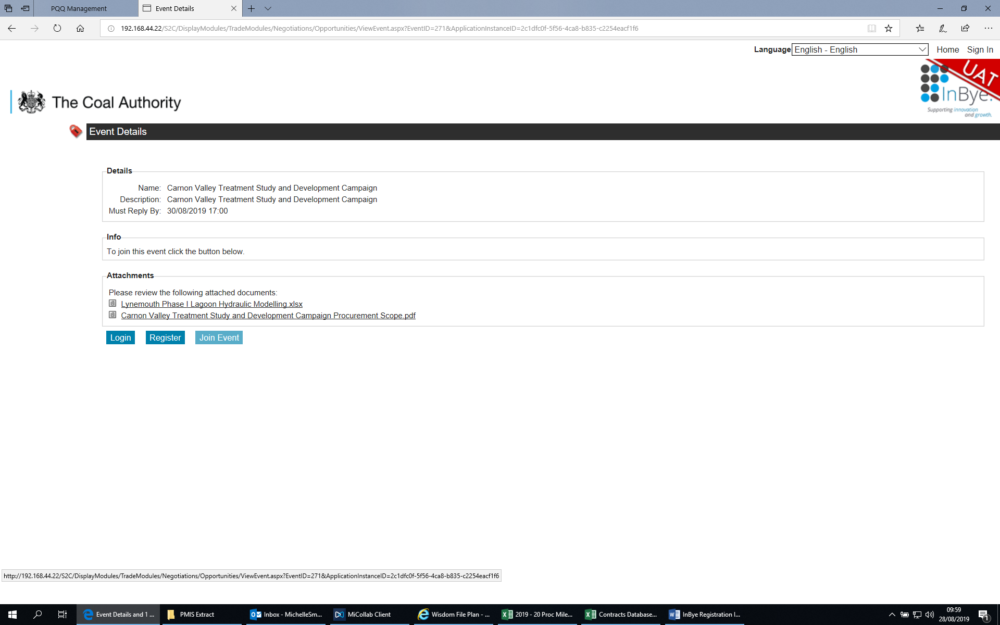 PQQ Management
Event Details
192.168.44.22/S2C/DisplayModules/TradeModules/Negotiations/Opportunities/ViewEvent.aspx?EventID=271&ApplicationInstanceID=2c1dfc0f-5f56-4ca8-b835-c2254eacf1f6
Language English - English Home Sign In
UAT
InBye.
Supporting innovation
and growth.
The Coal Authority
Event Details
Details
Name: Carnon Valley Treatment Study and Development Campaign
Description: Carnon Valley Treatment Study and Development Campaign
Must Reply By: 30/08/2019 17:00
Info
To join this event click the button below.
Attachments
Please review the following attached documents:
Lynemouth Phase I Lagoon Hydraulic Modelling.xlsx
Carnon Valley Treatment Study and Development Campaign Procurement Scope.pdf
Login Register Join Event
http://192.168.44.22/S2C/DisplayModules/TradeModules/Negotiations/Opportunities/ViewEvent.aspx?EventID=271&ApplicationInstanceID=2c1dfc0f-5f56-4ca8-b835-c2254eacf1f6
Event Details and 1 ...
PMIS Extract
Inbox - MichelleSm...
MiCollab Client
Wisdom File Plan - ...
2019 - 20 Proc Mile...
Contracts Database...
InBye Registration I...
09:59
28/08/2019
1